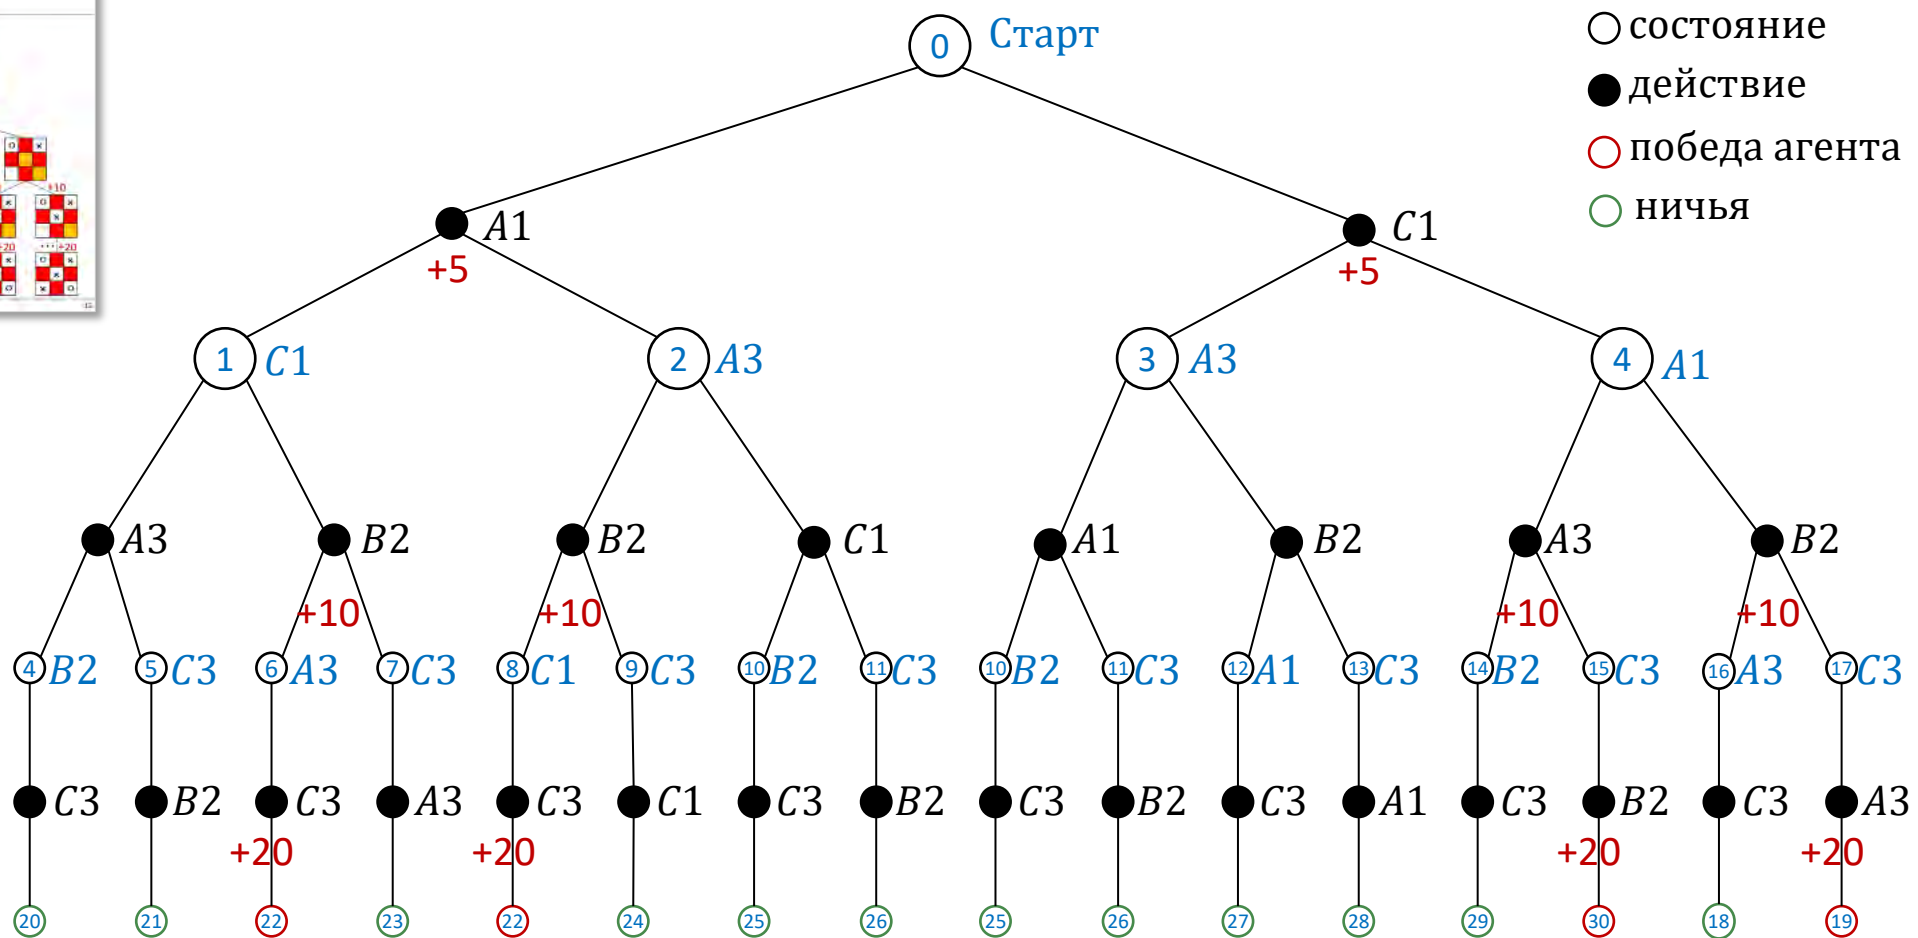 0 Старт
состояние
действие
победа агента
ничья
A1 C1
+5 +5
1 C1 2 A3 3 A3 4 A1
A3 B2 B2 C1 A1 B2 A3 B2
+10 +10 +10 +10
4 B2 5 C3 6 A3 7 C3 8 C1 9 C3 10 B2 11 C3 10 B2 11 C3 12 A1 13 C3 14 B2 15 C3 16 A3 17 C3
C3 B2 C3 A3 C3 C1 C3 B2 C3 B2 C3 A1 C3 B2 C3 A3
+20 +20 +20 +20
20 21 22 23 22 24 25 26 25 26 27 28 29 30 18 19